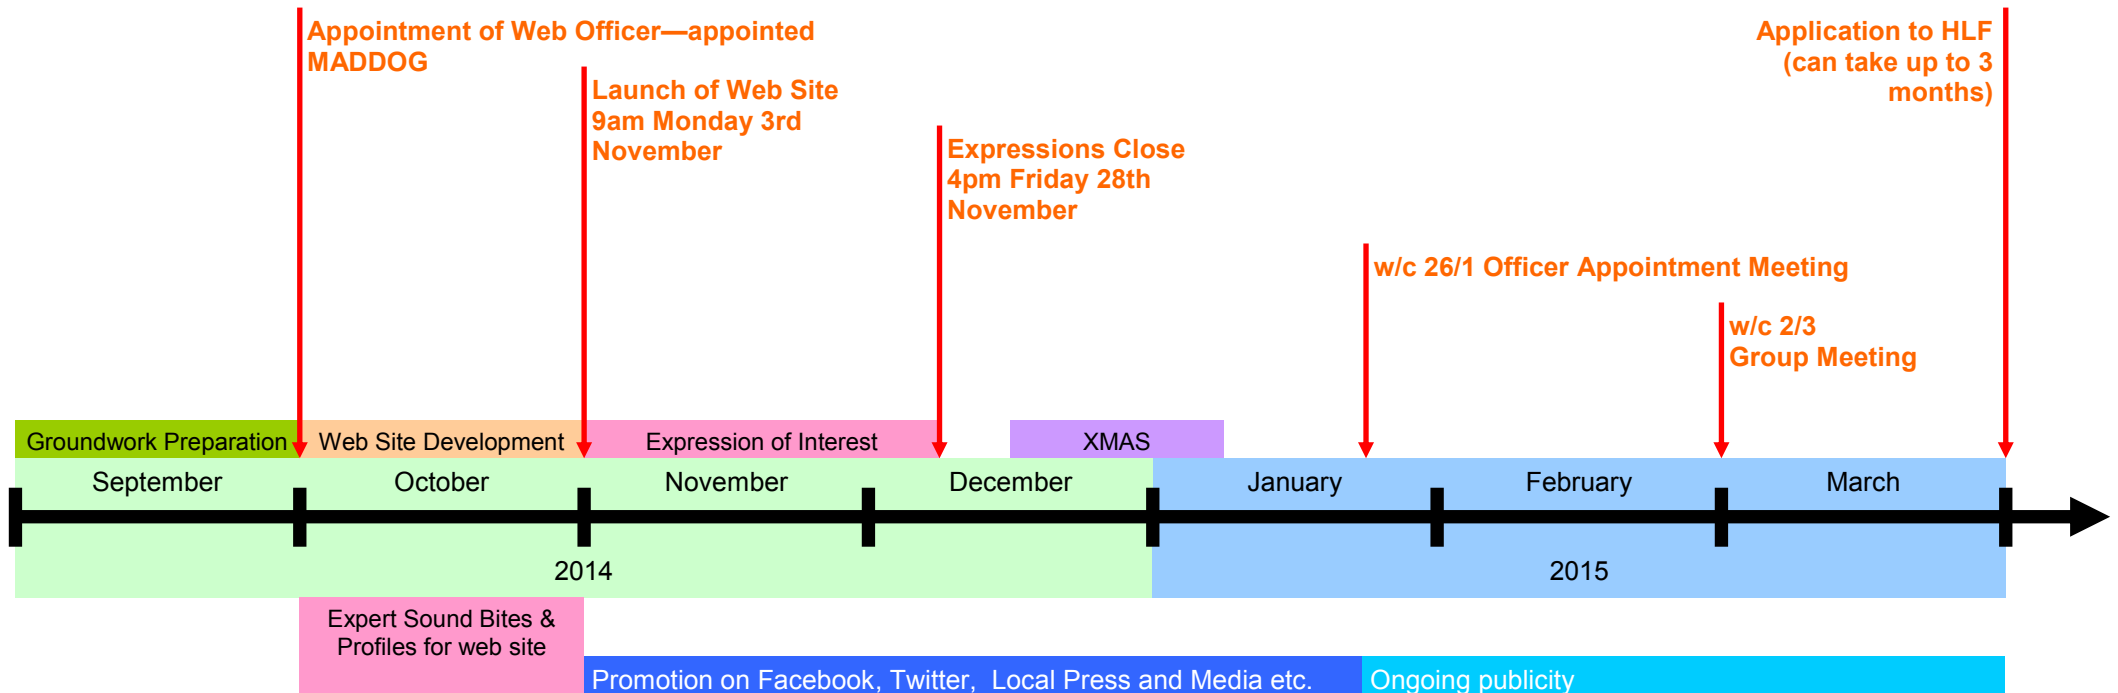 Appointment of Web Officer—appointed
MADDOG
Application to HLF
(can take up to 3
months)
Launch of Web Site
9am Monday 3rd
November
Expressions Close
4pm Friday 28th
November
w/c 26/1 Officer Appointment Meeting
w/c 2/3
Group Meeting
Groundwork Preparation
Web Site Development
Expression of Interest
XMAS
September
October
November
December
January
February
March
2014
2015
Expert Sound Bites &
Profiles for web site
Promotion on Facebook, Twitter,  Local Press and Media etc.
Ongoing publicity